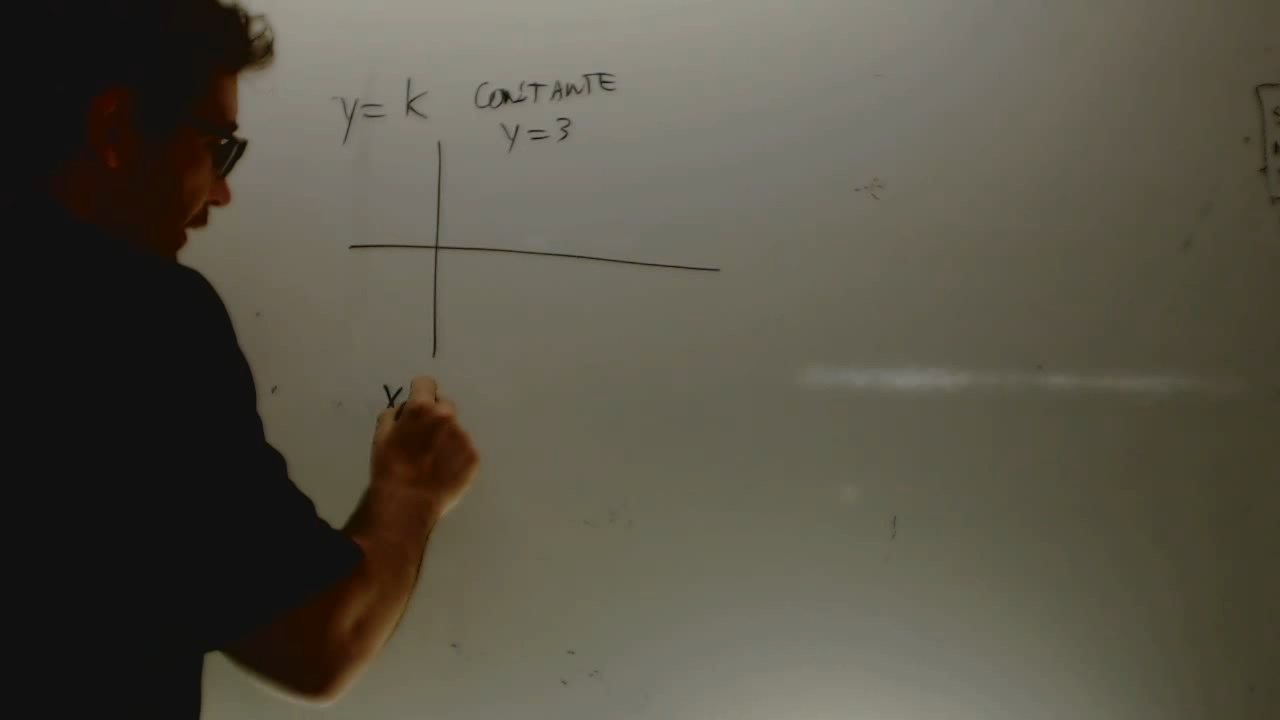 y = k CONSTANTE
y = 3
x